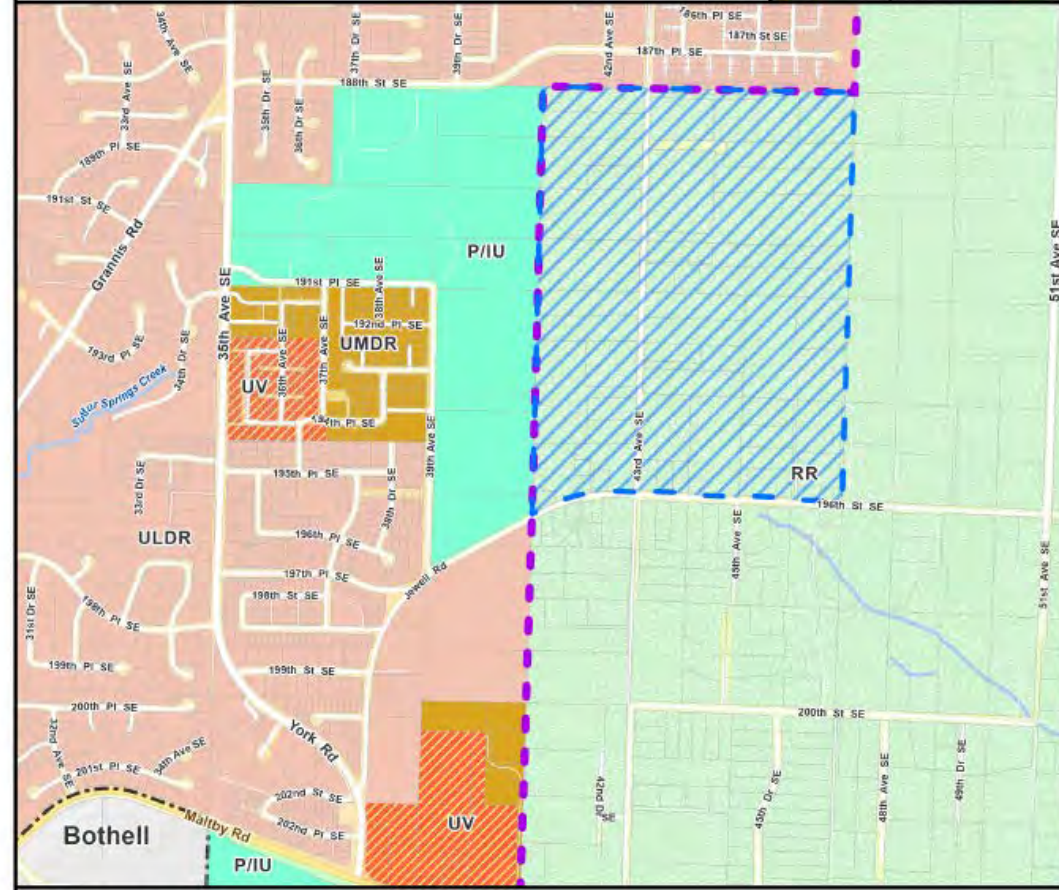 34th Ave SE
33rd Ave SE
37th Dr SE
39th Dr SE
42nd Ave SE
186th Pl SE
187th St SE
187th Pl SE
188th St SE
35th Dr SE
36th Dr SE
189th Pl SE
191st St SE
Grannis Rd
P/IU
35th Ave SE
191st Pl SE
38th Ave SE
192nd Pl SE
UMDR
36th Ave SE
37th Ave SE
UV
194th Pl SE
193rd Pl SE
34th Dr SE
51st Ave SE
43rd Ave SE
39th Ave SE
RR
196th St SE
195th Pl SE
33rd Dr SE
38th Dr SE
ULDR
196th Pl SE
45th Ave SE
197th Pl SE
Jewell Rd
198th St SE
31st Dr SE
198th Pl SE
51st Ave SE
199th Pl SE
199th St SE
200th Pl SE
200th St SE
32nd Ave SE
York Rd
34th Ave SE
201st Pl SE
202nd St SE
202nd Pl SE
42nd Dr SE
45th Dr SE
48th Ave SE
49th Dr SE
Maltby Rd
Bothell
UV
P/IU